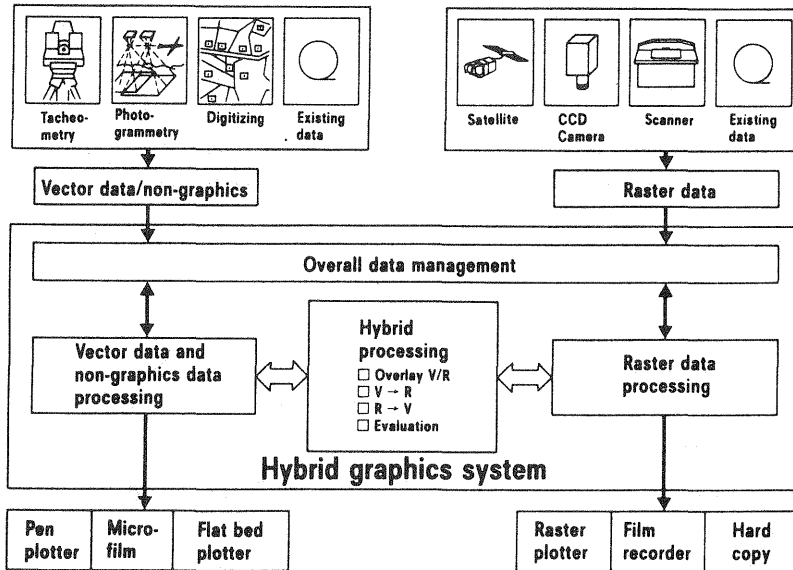 Tacheo-
metry
Photo-
grammetry
Digitizing
Existing
data
Satellite
CCD
Camera
Scanner
Existing
data
Vector data/non-graphics
Raster data
Overall data management
Vector data and
non-graphics data
processing
Hybrid
processing
Overlay V/R
V → R
R → V
Evaluation
Raster data
processing
Hybrid graphics system
Pen
plotter
Micro-
film
Flat bed
plotter
Raster
plotter
Film
recorder
Hard
copy